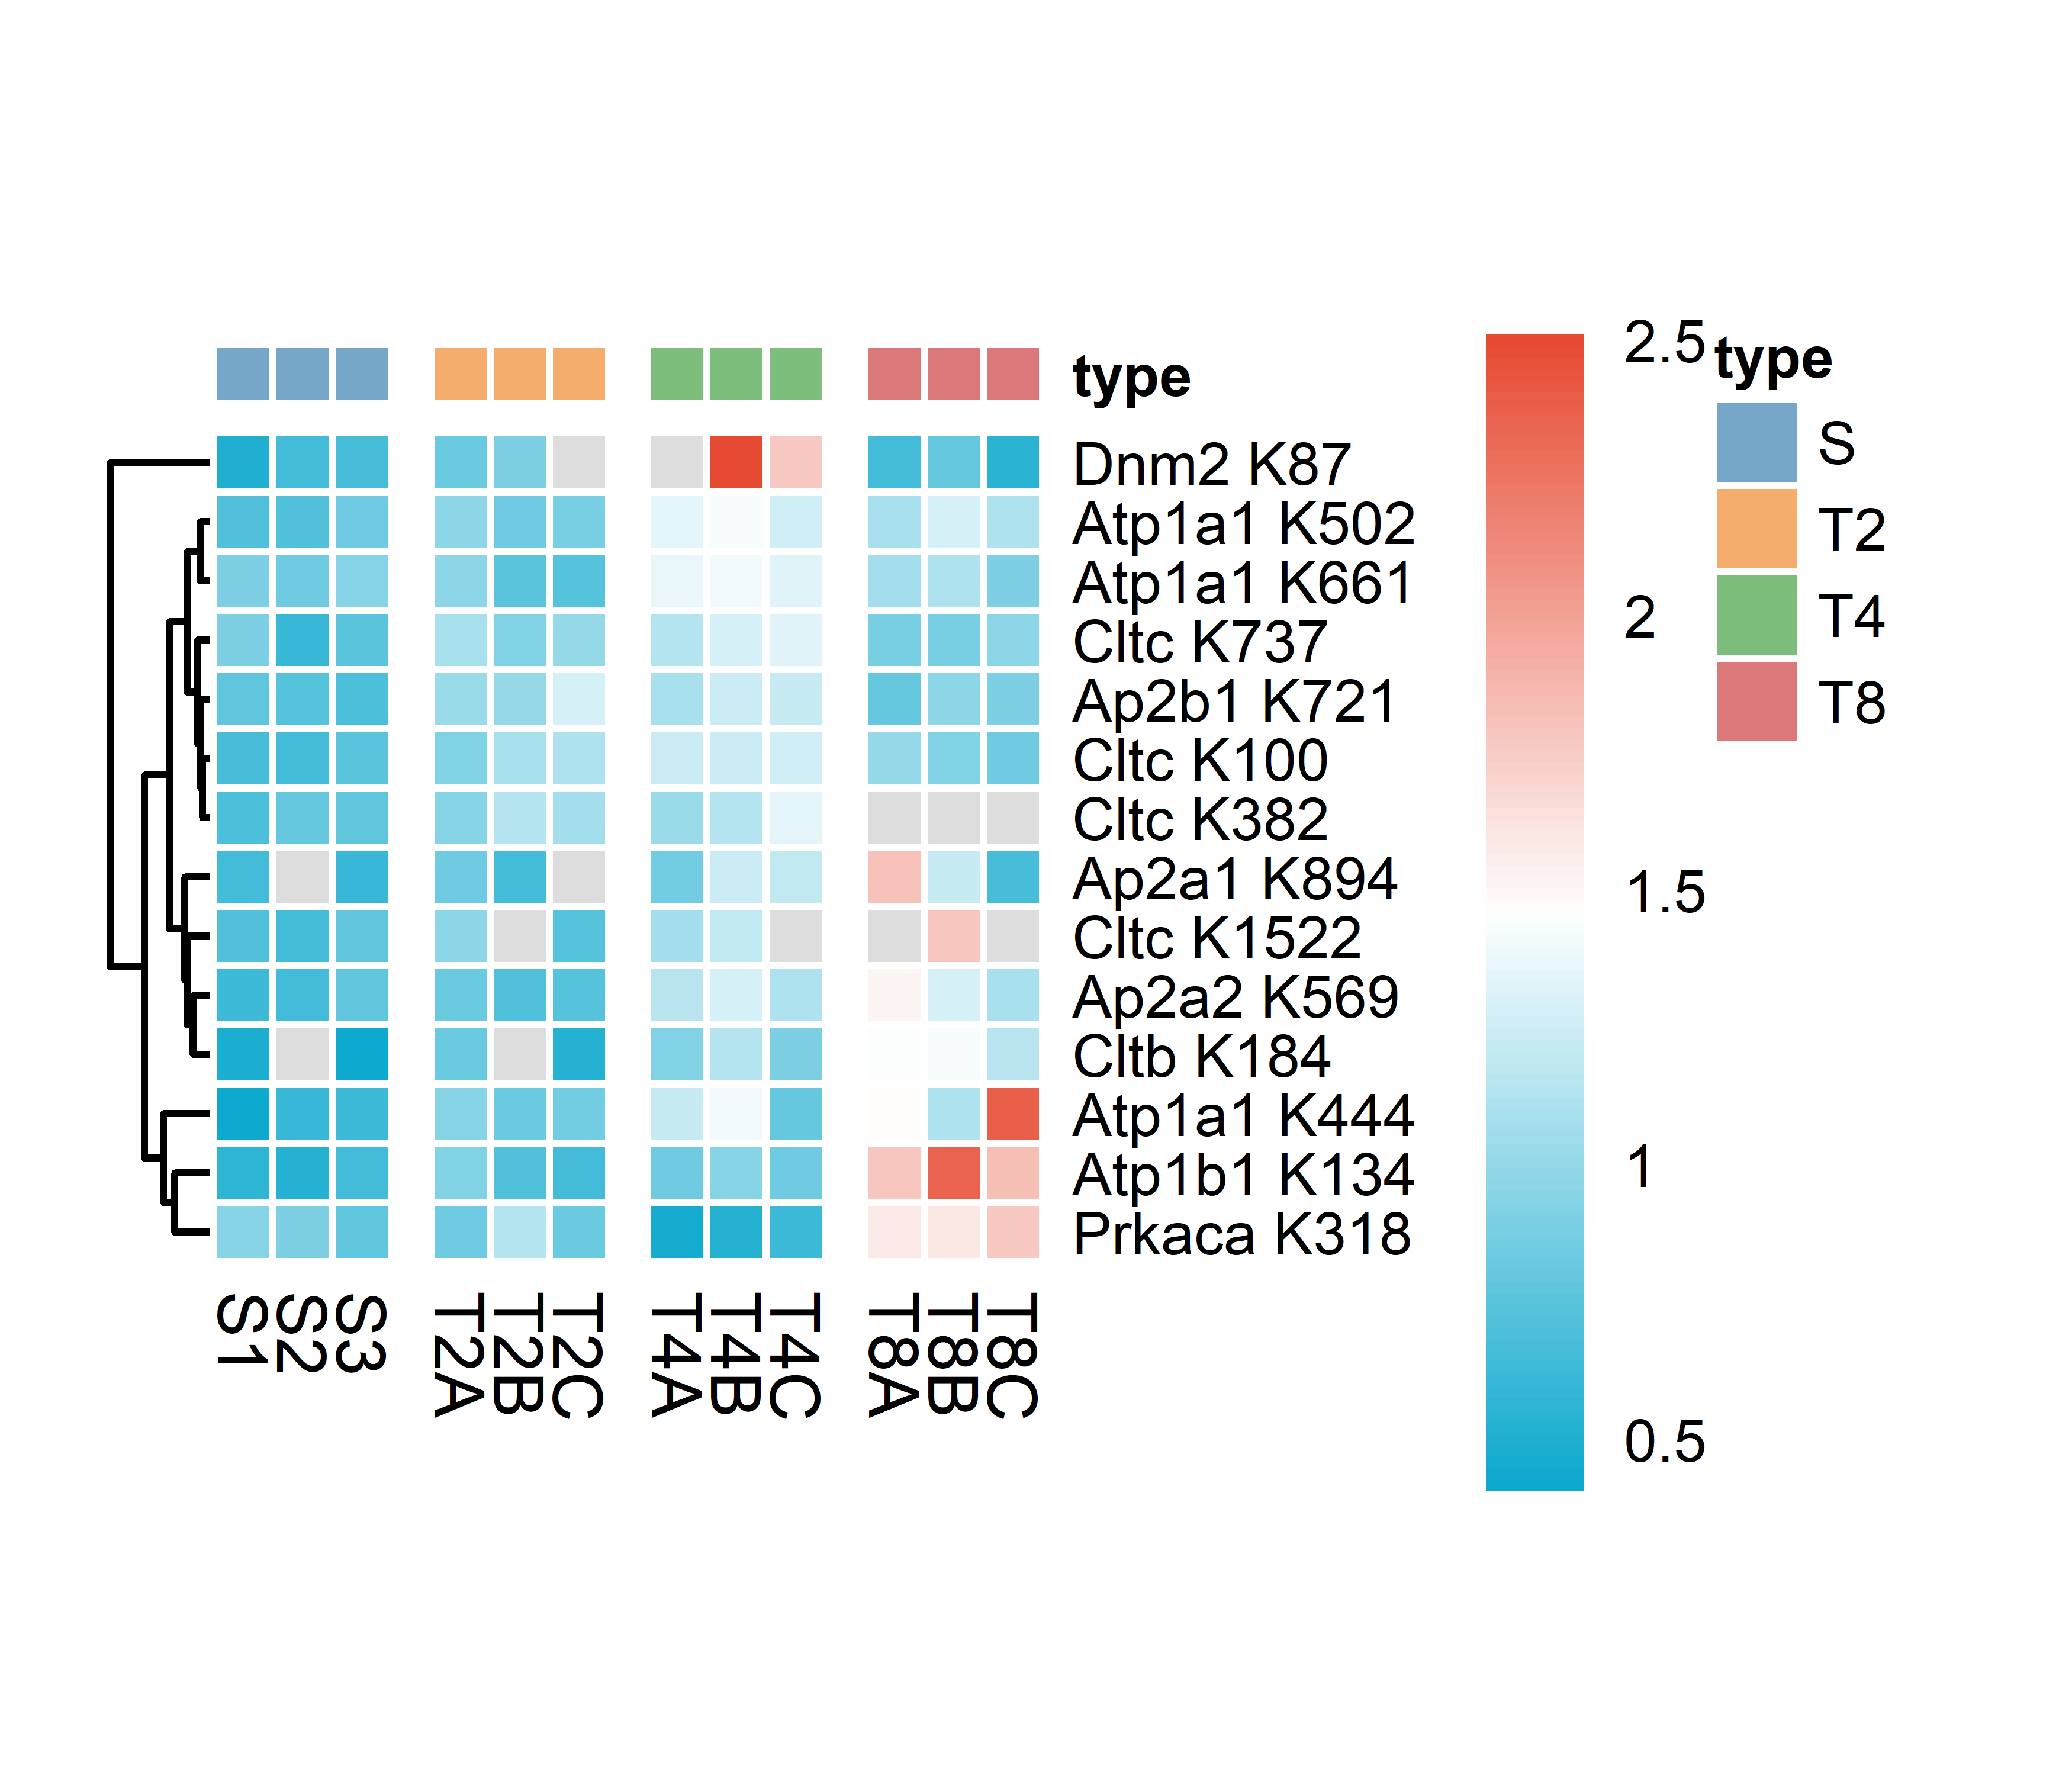 type
Dnm2 K87
Atp1a1 K502
Atp1a1 K661
Cltc K737
Ap2b1 K721
Cltc K100
Cltc K382
Ap2a1 K894
Cltc K1522
Ap2a2 K569
Cltb K184
Atp1a1 K444
Atp1b1 K134
Prkaca K318
S1
S2
S3
T2A
T2B
T2C
T4A
T4B
T4C
T8A
T8B
T8C
2.5
2
1.5
1
0.5
type
S
T2
T4
T8